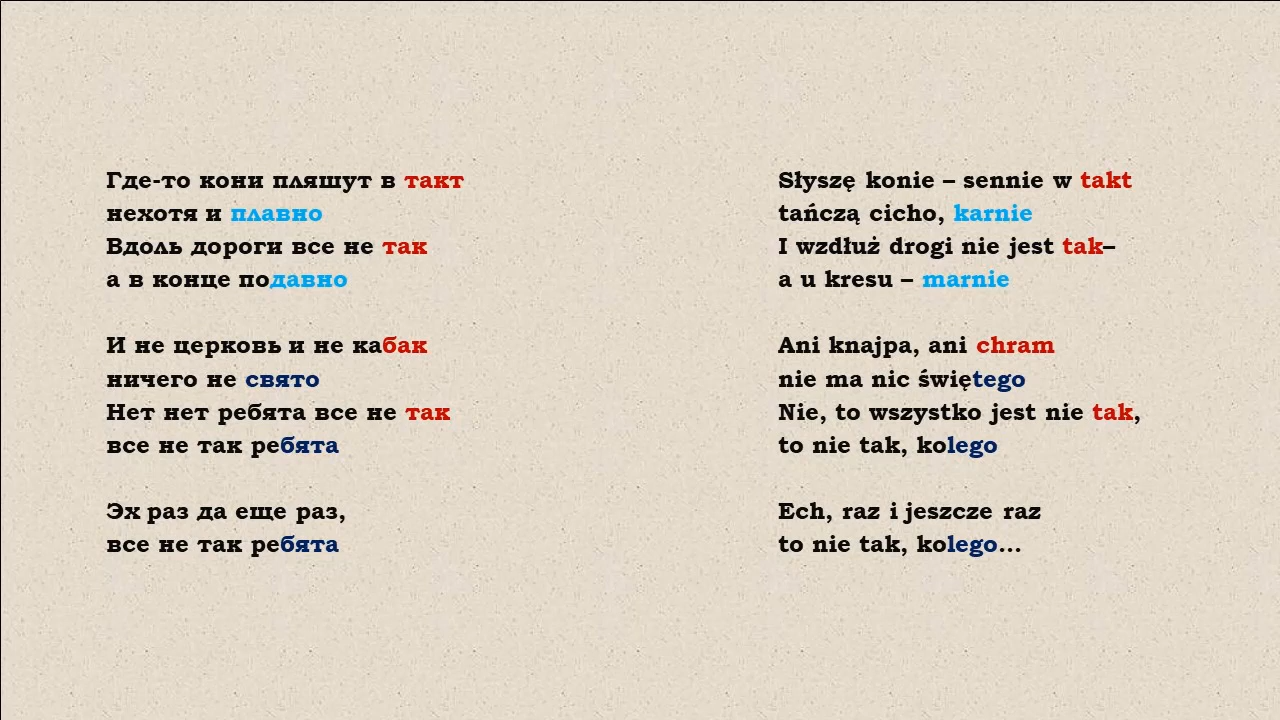 Где-то кони пляшут в такт
нехотя и плавно
Вдоль дороги все не так
а в конце подавно

И не церковь и не кабак
ничего не свято
Нет нет ребята все не так
все не так ребята

Эх раз да еще раз,
все не так ребята

Słyszę konie – sennie w takt
tańczą cicho, karnie
I wzdłuż drogi nie jest tak–
a u kresu – marnie

Ani knajpa, ani chram
nie ma nic świętego
Nie, to wszystko jest nie tak,
to nie tak, kolego

Ech, raz i jeszcze raz
to nie tak, kolego...